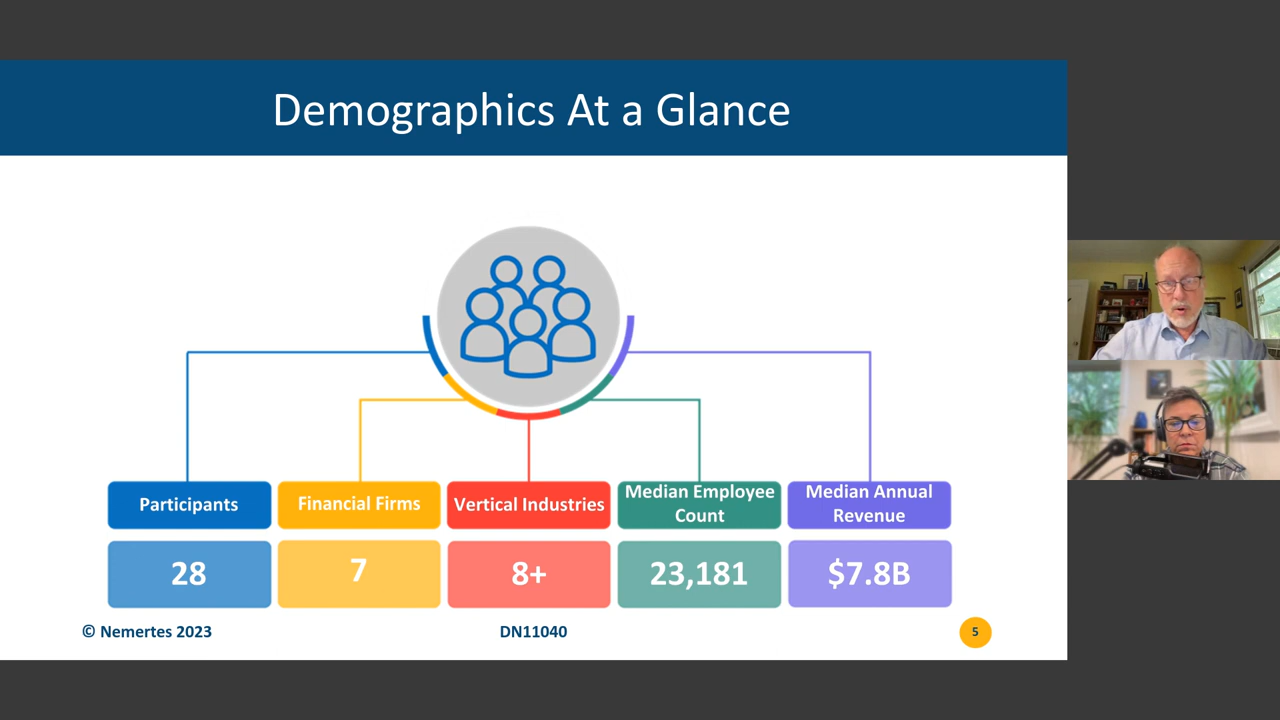 Demographics At a Glance
Participants
Financial Firms
Vertical Industries
Median Employee
Count
Median Annual
Revenue
28
7
8+
23,181
$7.8B
© Nemertes 2023
DN11040
5